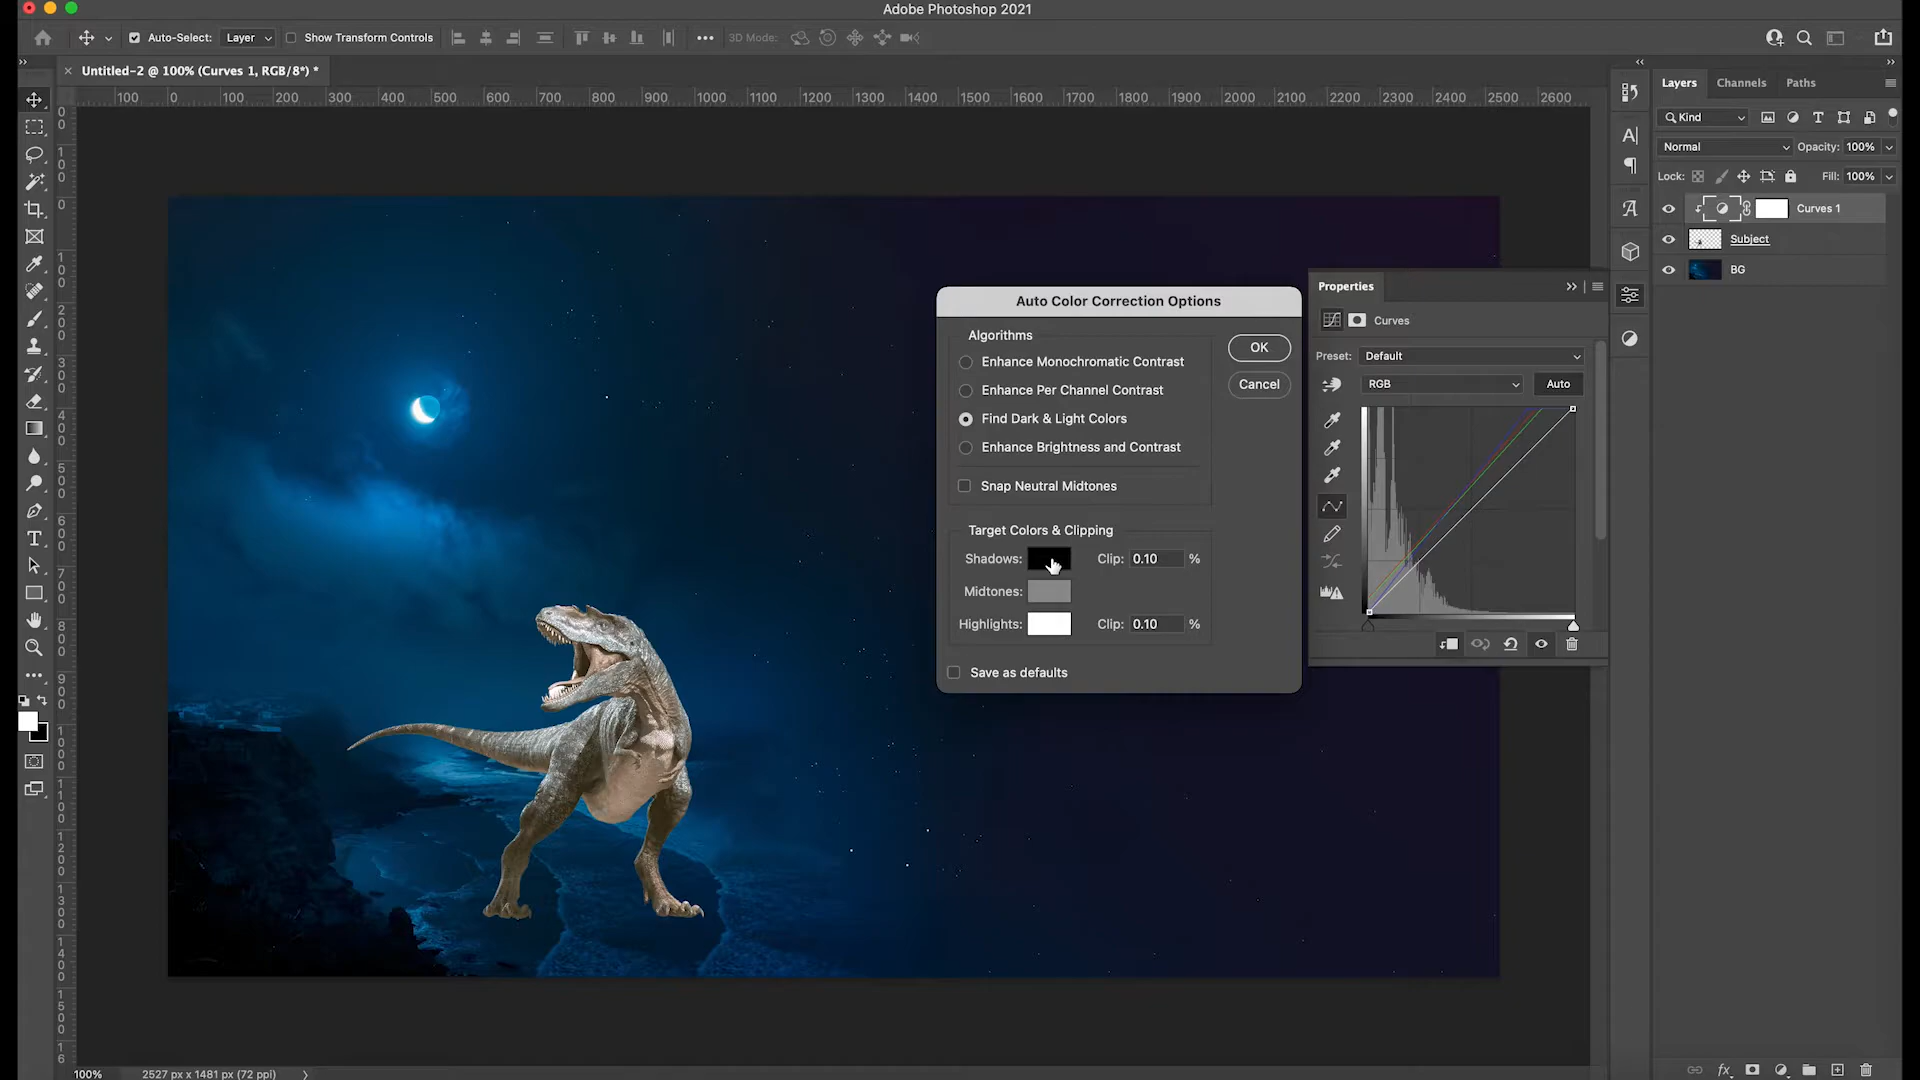 Adobe Photoshop 2021
Auto-Select: Layer Show Transform Controls 3D Mode:
Untitled-2 @ 100% (Curves 1, RGB/8*) *
100 0 100 200 300 400 500 600 700 800 900 1000 1100 1200 1300 1400 1500 1600 1700 1800 1900 2000 2100 2200 2300 2400 2500 2600
Layers Channels Paths
Kind
Normal Opacity: 100%
Lock: Fill: 100%
Curves 1
Subject
BG
Properties
Curves
Preset: Default
RGB Auto
Auto Color Correction Options
Algorithms
Enhance Monochromatic Contrast
Enhance Per Channel Contrast
Find Dark & Light Colors
Enhance Brightness and Contrast
Snap Neutral Midtones
OK
Cancel
Target Colors & Clipping
Shadows: Clip: 0.10 %
Midtones:
Highlights: Clip: 0.10 %
Save as defaults
100% 2527 px x 1481 px (72 ppi)